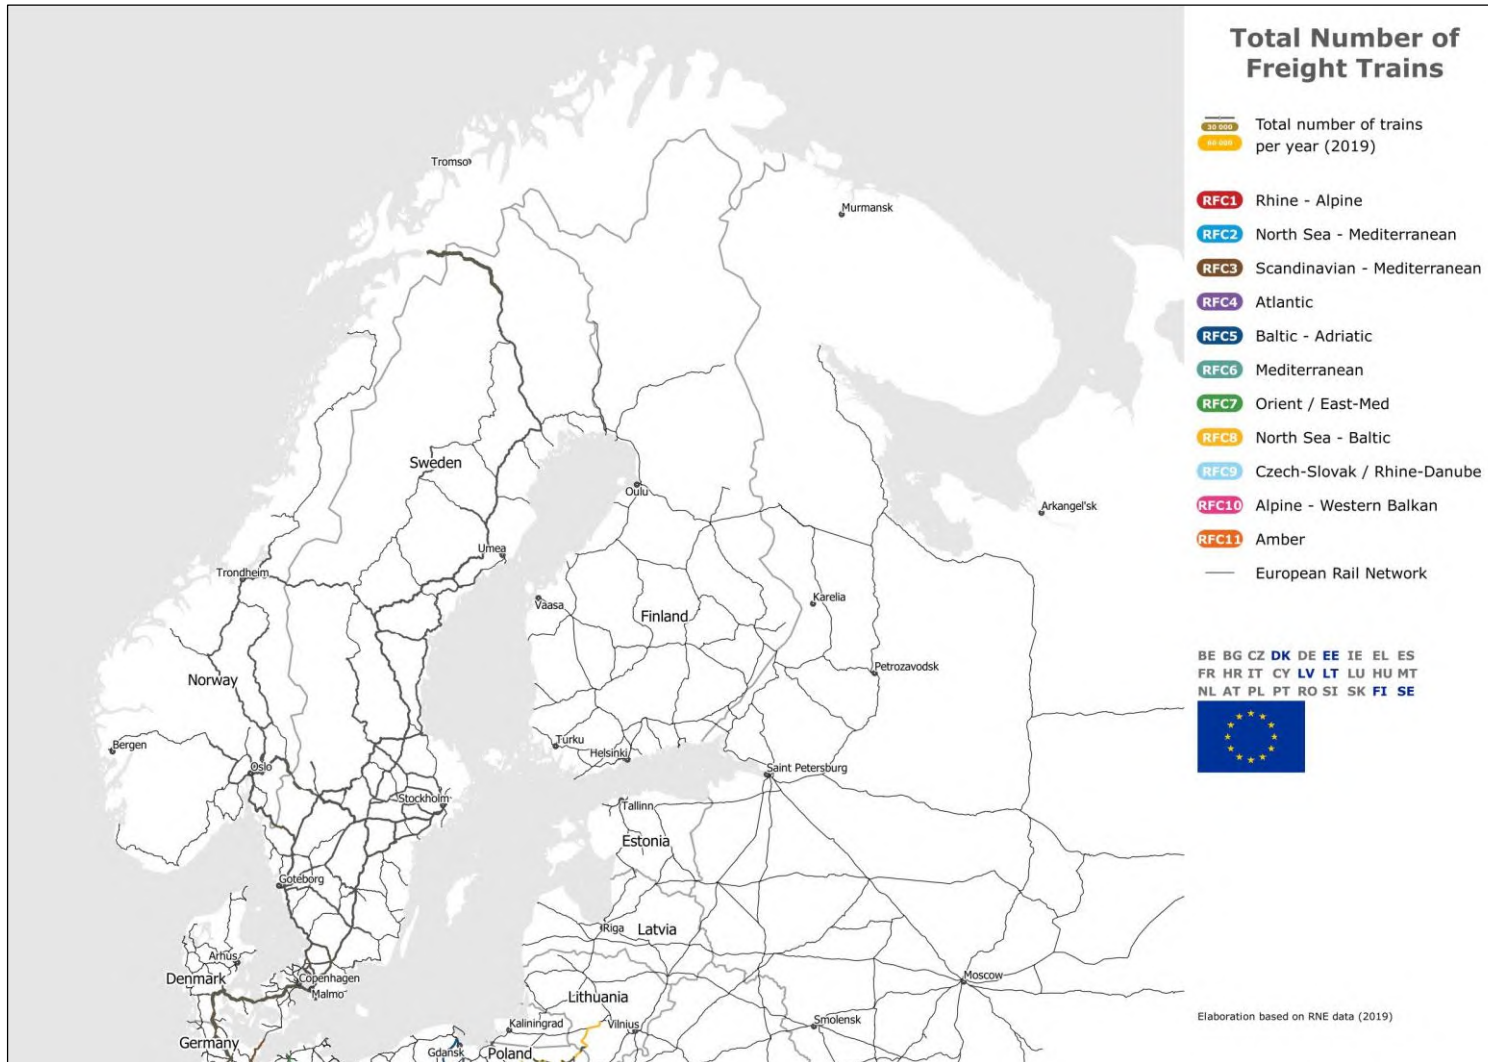 Total Number of
Freight Trains
30 000
60 000
Total number of trains
per year (2019)
RFC1 Rhine - Alpine
RFC2 North Sea - Mediterranean
RFC3 Scandinavian - Mediterranean
RFC4 Atlantic
RFC5 Baltic - Adriatic
RFC6 Mediterranean
RFC7 Orient / East-Med
RFC8 North Sea - Baltic
RFC9 Czech-Slovak / Rhine-Danube
RFC10 Alpine - Western Balkan
RFC11 Amber
European Rail Network
BE BG CZ DK DE EE IE EL ES
FR HR IT CY LV LT LU HU MT
NL AT PL PT RO SI SK FI SE
Elaboration based on RNE data (2019)
Tromso
Murmansk
Sweden
Oulu
Arkangel'sk
Umea
Trondheim
Vaasa
Karelia
Finland
Petrozavodsk
Norway
Bergen
Turku
Helsinki
Oslo
Saint Petersburg
Stockholm
Tallinn
Estonia
Goteborg
Riga
Latvia
Arhus
Denmark
Copenhagen
Malmo
Moscow
Lithuania
Kaliningrad
Vilnius
Smolensk
Germany
Gdansk
Poland